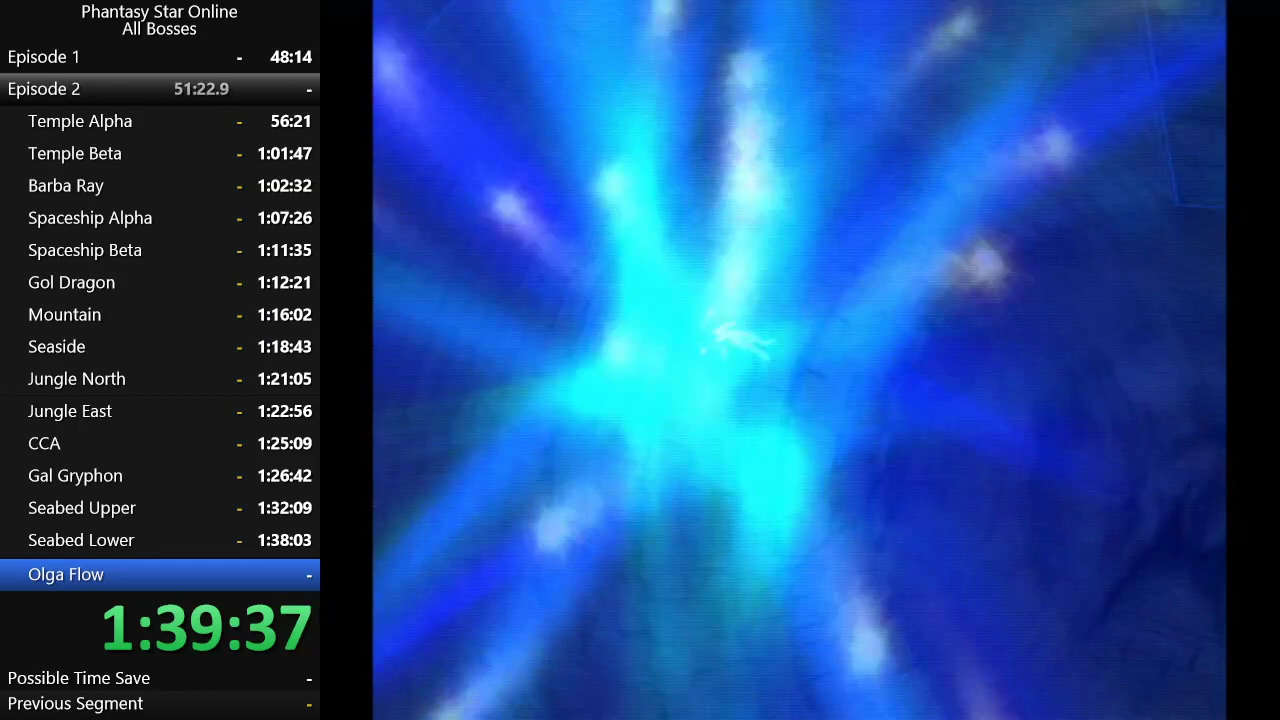 Phantasy Star Online
All Bosses
Episode 1 - 48:14
Episode 2 51:22.9 -
Temple Alpha - 56:21
Temple Beta - 1:01:47
Barba Ray - 1:02:32
Spaceship Alpha - 1:07:26
Spaceship Beta - 1:11:35
Gol Dragon - 1:12:21
Mountain - 1:16:02
Seaside - 1:18:43
Jungle North - 1:21:05
Jungle East - 1:22:56
CCA - 1:25:09
Gal Gryphon - 1:26:42
Seabed Upper - 1:32:09
Seabed Lower - 1:38:03
Olga Flow -
1:39:37
Possible Time Save -
Previous Segment -